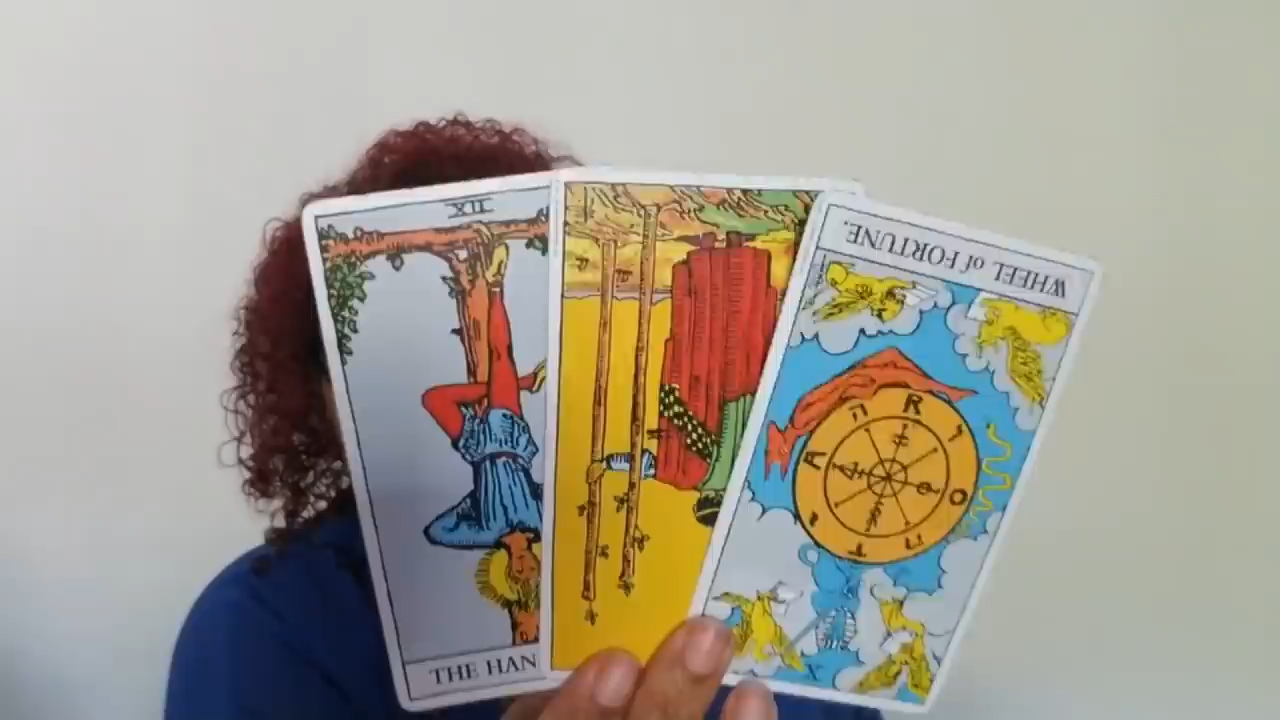 XII
THE HAN
WHEEL of FORTUNE.
T A R O
ה ו ה י
X